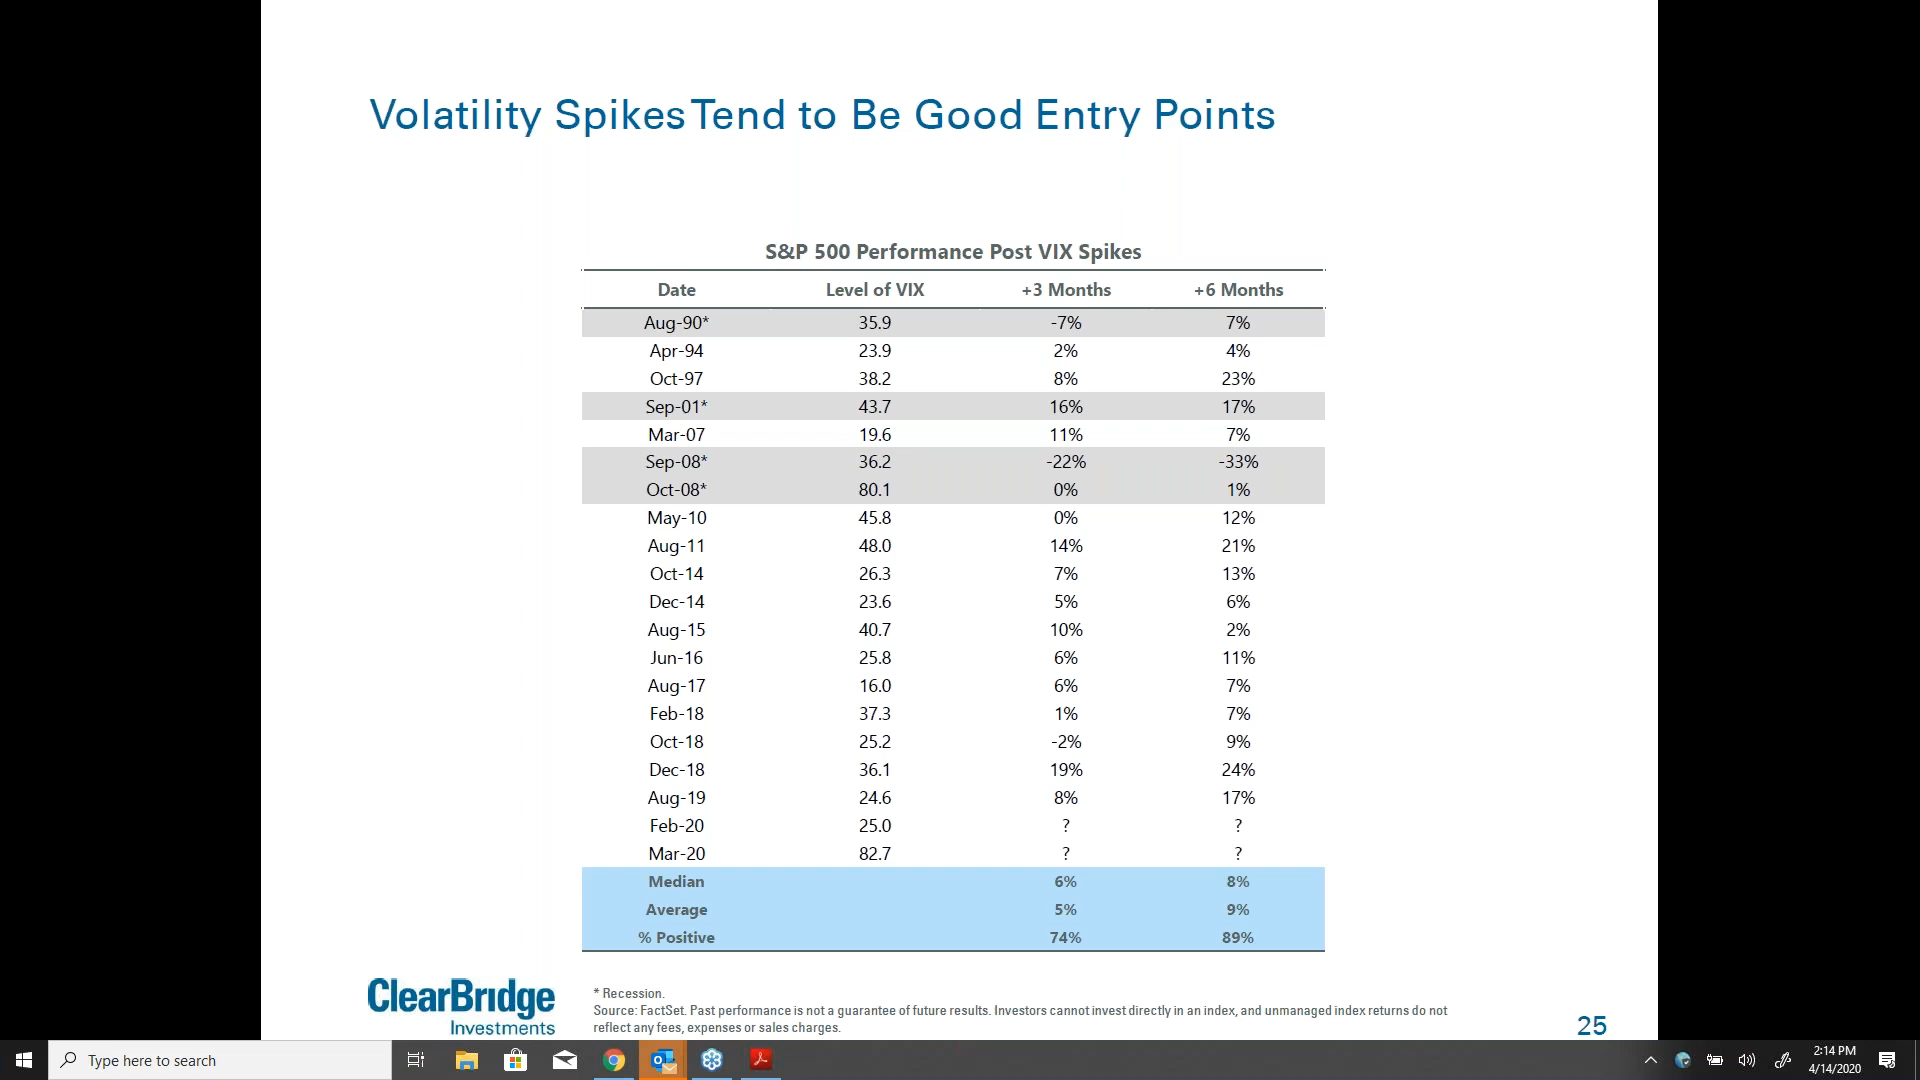 Volatility Spikes Tend to Be Good Entry Points
S&P 500 Performance Post VIX Spikes
Date Level of VIX +3 Months +6 Months
Aug-90* 35.9 -7% 7%
Apr-94 23.9 2% 4%
Oct-97 38.2 8% 23%
Sep-01* 43.7 16% 17%
Mar-07 19.6 11% 7%
Sep-08* 36.2 -22% -33%
Oct-08* 80.1 0% 1%
May-10 45.8 0% 12%
Aug-11 48.0 14% 21%
Oct-14 26.3 7% 13%
Dec-14 23.6 5% 6%
Aug-15 40.7 10% 2%
Jun-16 25.8 6% 11%
Aug-17 16.0 6% 7%
Feb-18 37.3 1% 7%
Oct-18 25.2 -2% 9%
Dec-18 36.1 19% 24%
Aug-19 24.6 8% 17%
Feb-20 25.0 ? ?
Mar-20 82.7 ? ?
Median 6% 8%
Average 5% 9%
% Positive 74% 89%
ClearBridge
Investments
* Recession.
Source: FactSet. Past performance is not a guarantee of future results. Investors cannot invest directly in an index, and unmanaged index returns do not
reflect any fees, expenses or sales charges.
25
Type here to search
2:14 PM
4/14/2020